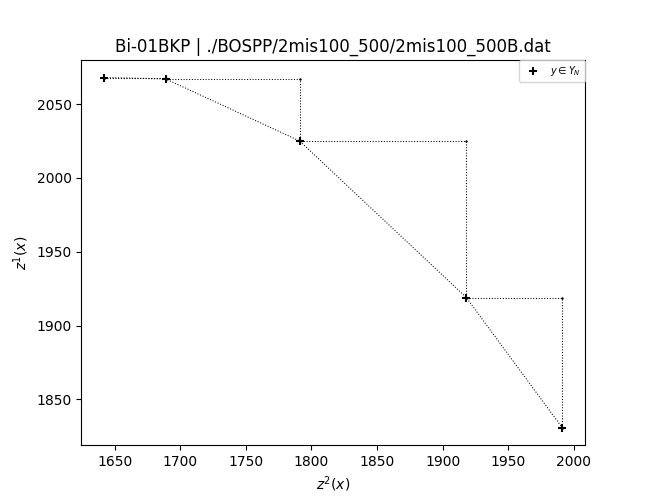 Bi-01BKP | ./BOSPP/2mis100_500/2mis100_500B.dat
y ∈ Y_N
2050
2000
1950
1900
1850
z¹(x)
1650 1700 1750 1800 1850 1900 1950 2000
z²(x)